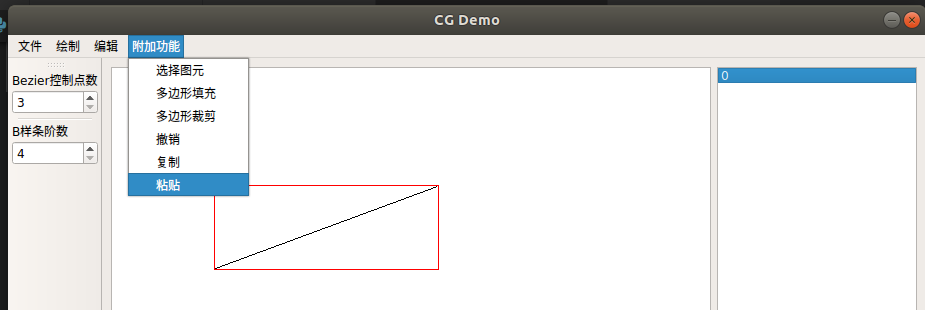 CG Demo
文件 绘制 编辑 附加功能
Bezier控制点数
3
B样条阶数
4
选择图元
多边形填充
多边形裁剪
撤销
复制
粘贴
0